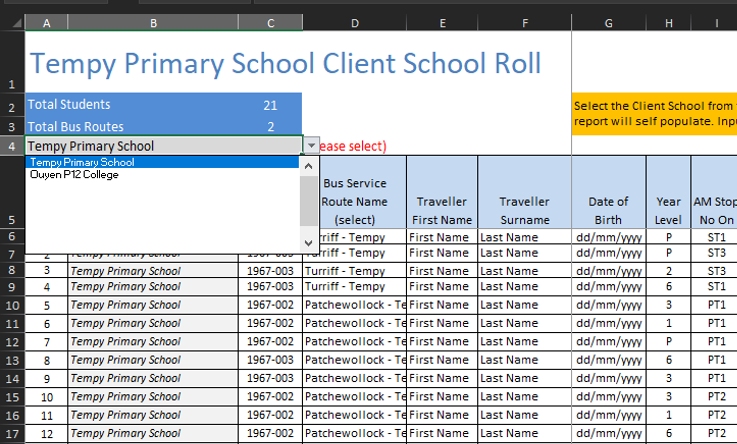 A B C D E F G H I
1 Tempy Primary School Client School Roll
2 Total Students 21 Select the Client School from
3 Total Bus Routes 2 report will self populate. Inpu
4 Tempy Primary School ease select)
Tempy Primary School
Ouyen P12 College
5 Bus Service Route Name (select) Traveller First Name Traveller Surname Date of Birth Year Level AM Stop No On
6 Turriff - Tempy First Name Last Name dd/mm/yyyy P ST1
7 2 Tempy Primary School 1967-003 Turriff - Tempy First Name Last Name dd/mm/yyyy P ST3
8 3 Tempy Primary School 1967-003 Turriff - Tempy First Name Last Name dd/mm/yyyy 2 ST3
9 4 Tempy Primary School 1967-003 Turriff - Tempy First Name Last Name dd/mm/yyyy 6 ST1
10 5 Tempy Primary School 1967-002 Patchewollock - Te First Name Last Name dd/mm/yyyy 3 PT1
11 6 Tempy Primary School 1967-002 Patchewollock - Te First Name Last Name dd/mm/yyyy 1 PT1
12 7 Tempy Primary School 1967-002 Patchewollock - Te First Name Last Name dd/mm/yyyy P PT1
13 8 Tempy Primary School 1967-002 Patchewollock - Te First Name Last Name dd/mm/yyyy 6 PT1
14 9 Tempy Primary School 1967-002 Patchewollock - Te First Name Last Name dd/mm/yyyy 3 PT1
15 10 Tempy Primary School 1967-002 Patchewollock - Te First Name Last Name dd/mm/yyyy 3 PT2
16 11 Tempy Primary School 1967-002 Patchewollock - Te First Name Last Name dd/mm/yyyy 1 PT2
17 12 Tempy Primary School 1967-002 Patchewollock - Te First Name Last Name dd/mm/yyyy 6 PT2